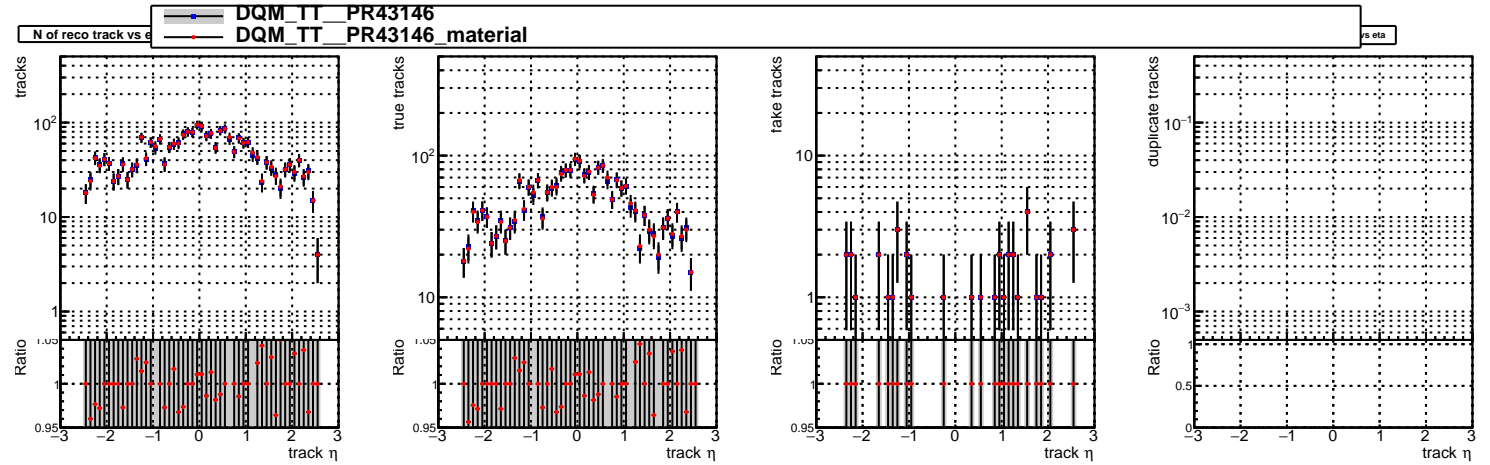 DQM_TT__PR43146
DQM_TT__PR43146_material
N of reco track vs e
vs eta
tracks
10²
10
1
Ratio
1.05
1
0.95
−3 −2 −1 0 1 2 3
track η
true tracks
10²
10
Ratio
1.05
1
0.95
−3 −2 −1 0 1 2 3
track η
fake tracks
10
1
Ratio
1.05
1
0.95
−3 −2 −1 0 1 2 3
track η
duplicate tracks
10⁻¹
10⁻²
10⁻³
Ratio
1
0.5
0
−3 −2 −1 0 1 2 3
track η